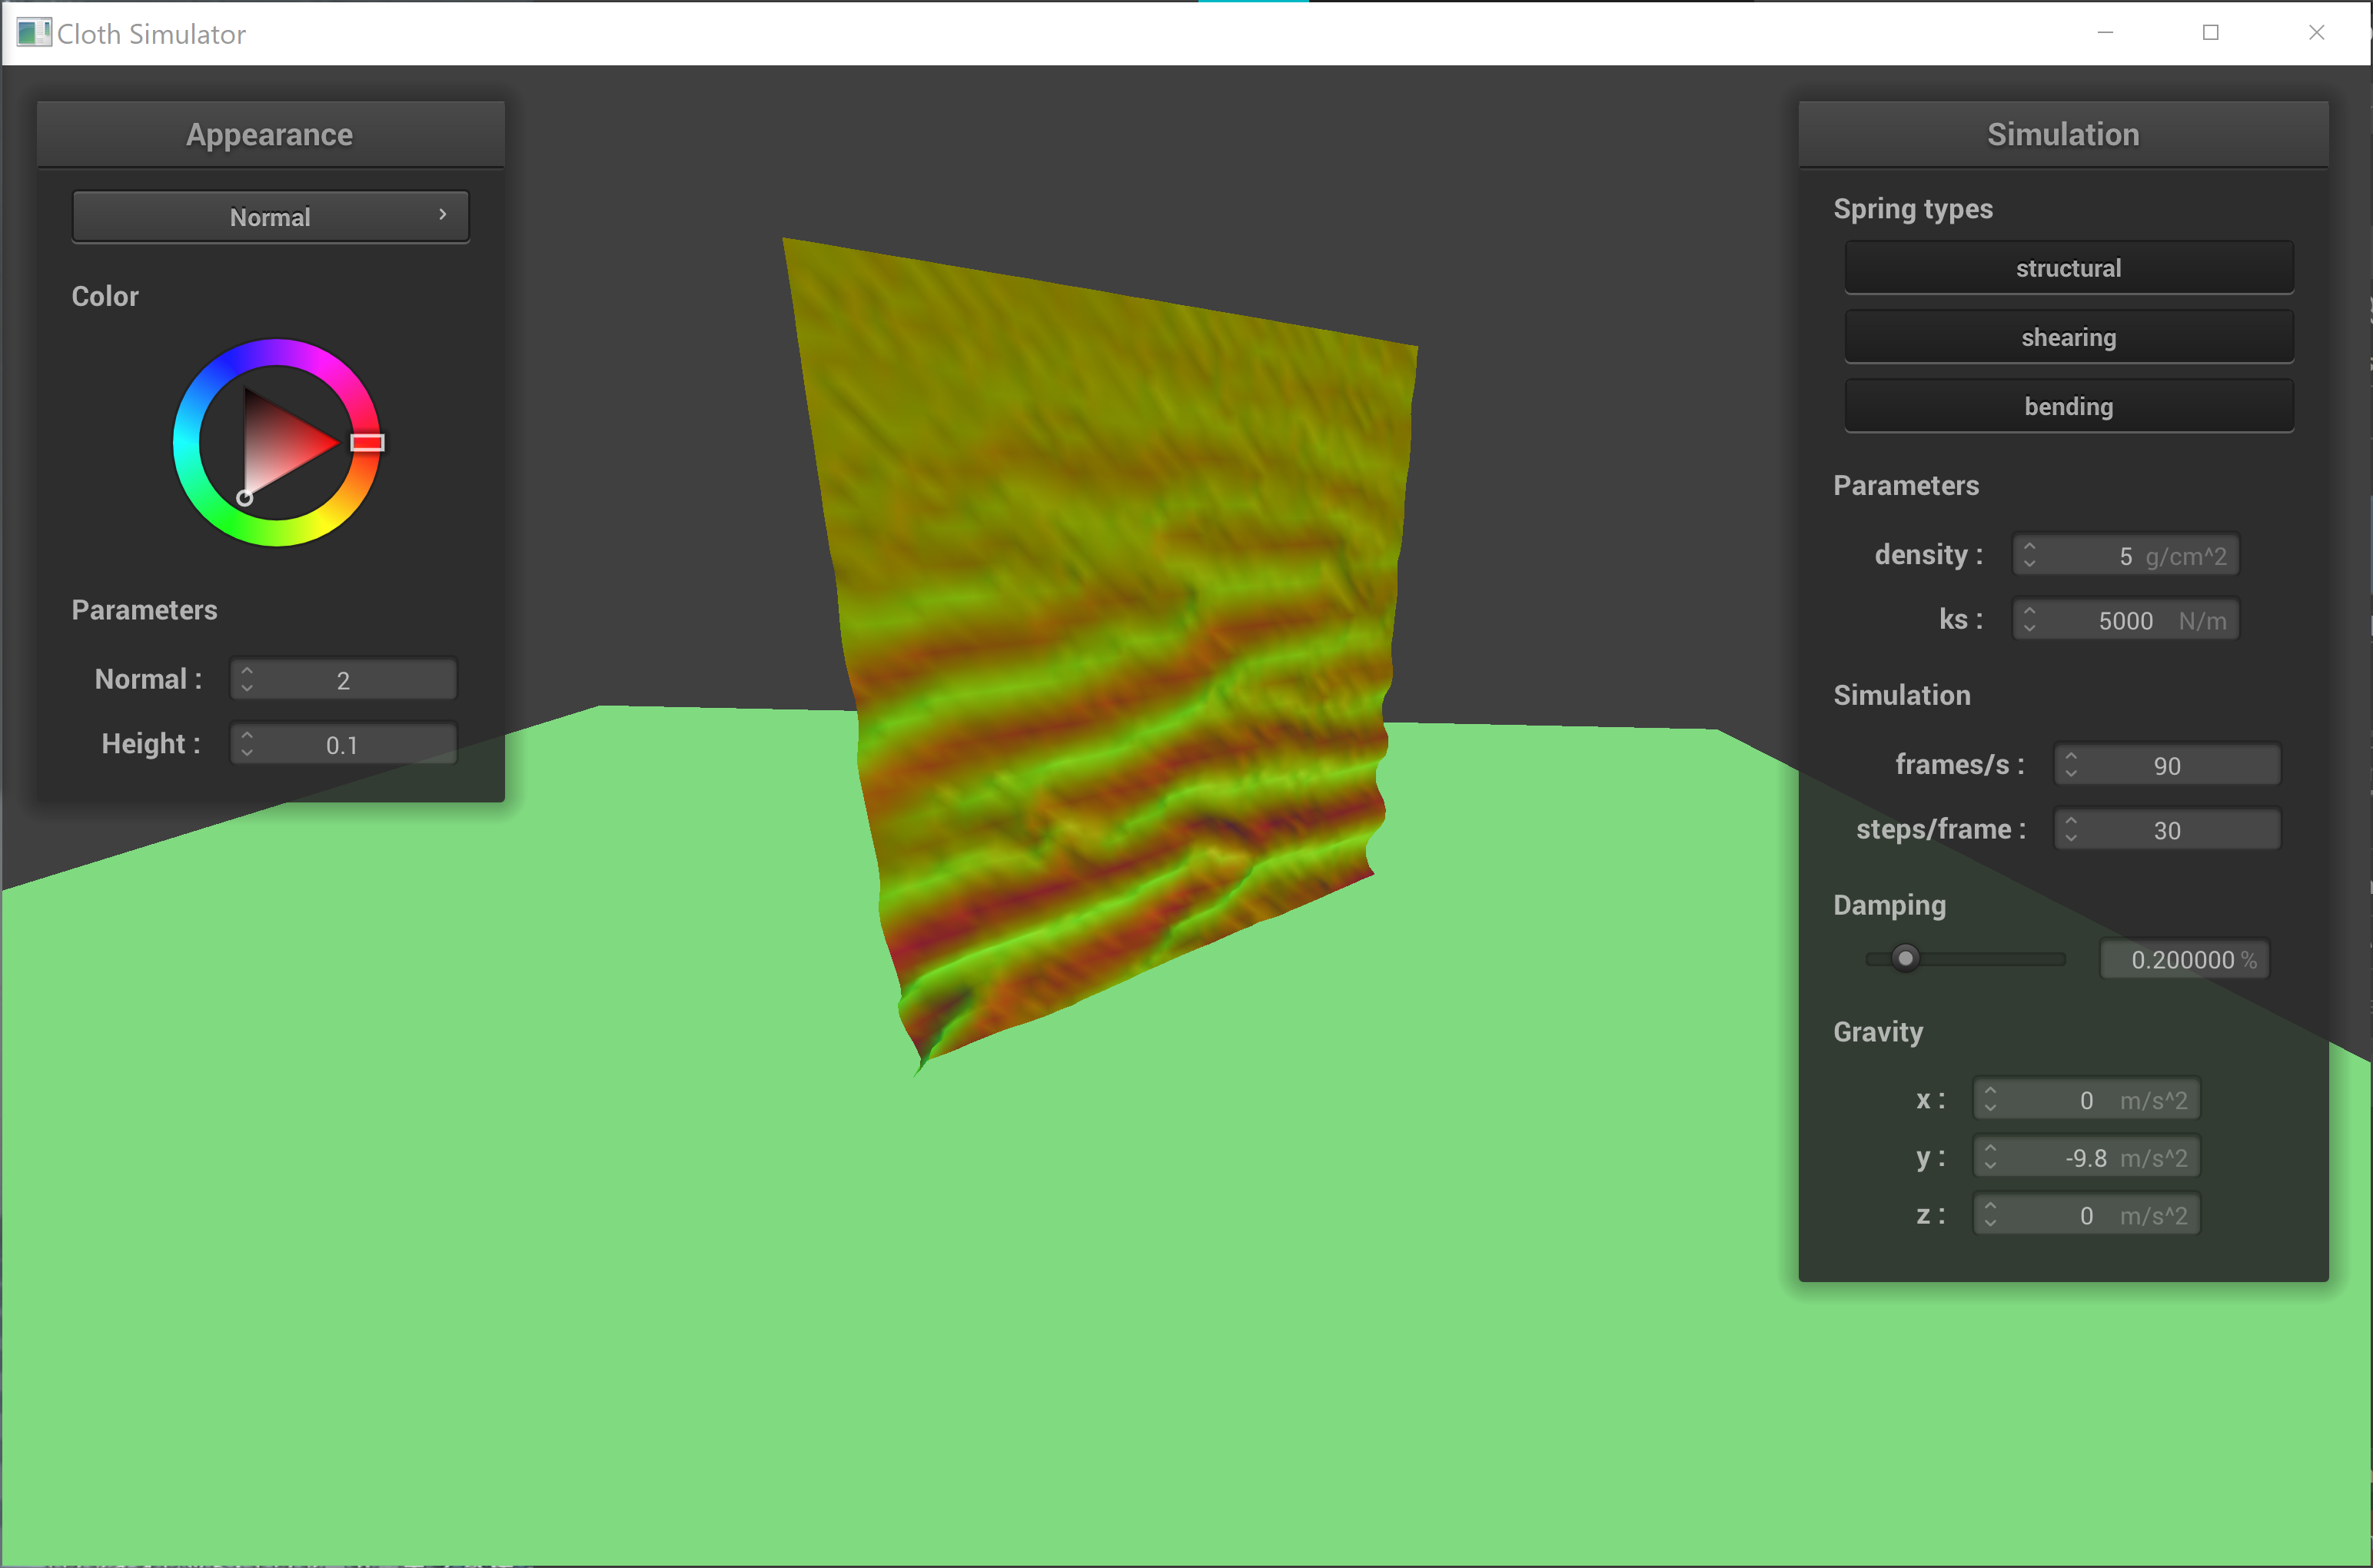 Cloth Simulator
Appearance
Normal
Color
Parameters
Normal : 2
Height : 0.1
Simulation
Spring types
structural
shearing
bending
Parameters
density : 5 g/cm^2
ks : 5000 N/m
Simulation
frames/s : 90
steps/frame : 30
Damping
0.200000 %
Gravity
x : 0 m/s^2
y : -9.8 m/s^2
z : 0 m/s^2